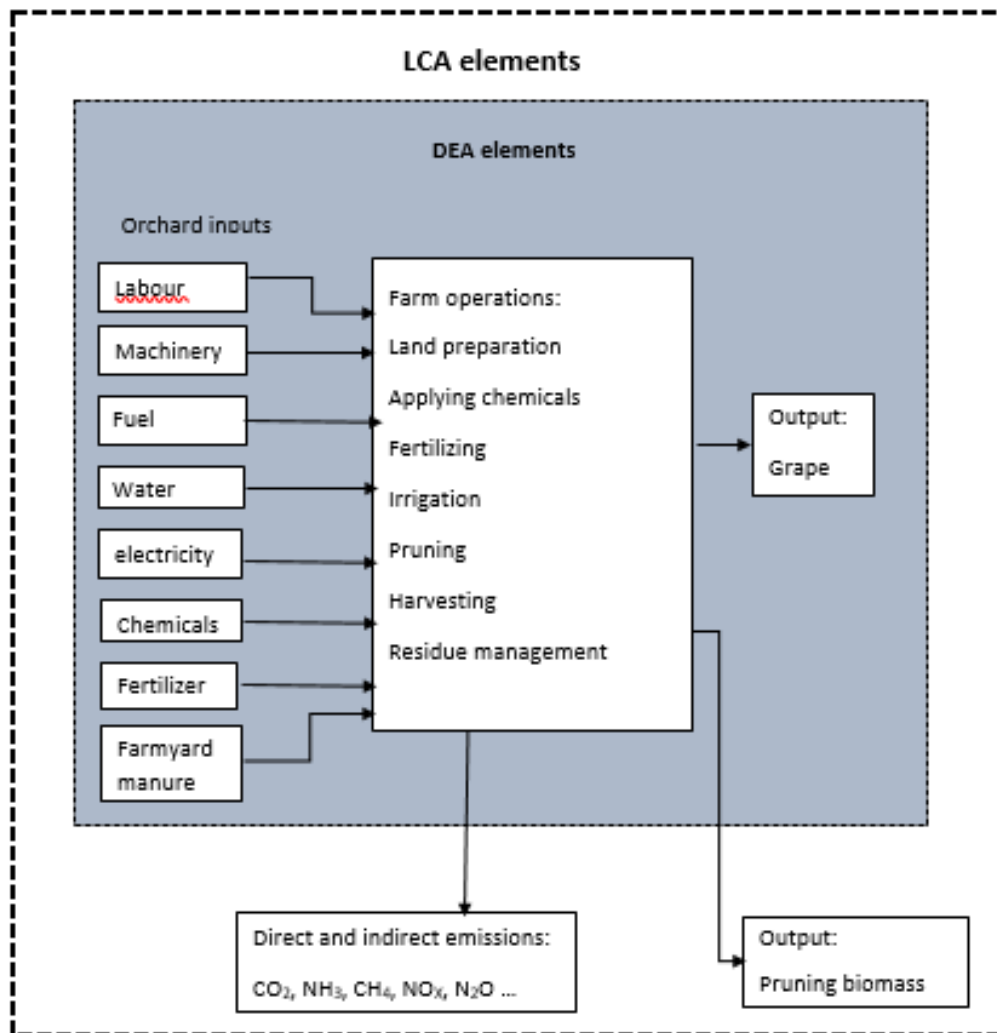 LCA elements
DEA elements
Orchard inputs
Labour
Machinery
Fuel
Water
electricity
Chemicals
Fertilizer
Farmyard
manure
Farm operations:
Land preparation
Applying chemicals
Fertilizing
Irrigation
Pruning
Harvesting
Residue management
Output:
Grape
Direct and indirect emissions:
CO₂, NH₃, CH₄, NOₓ, N₂O ...
Output:
Pruning biomass